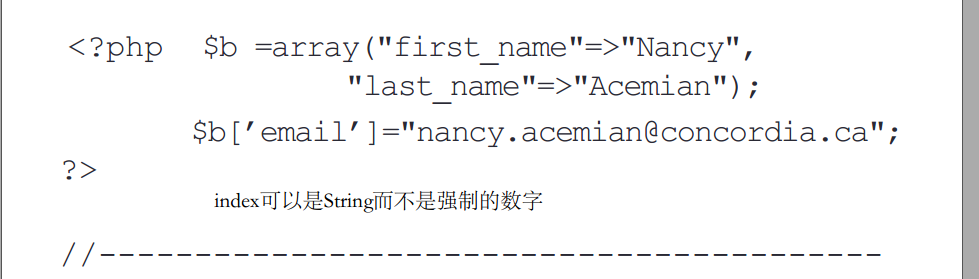 <?php $b =array("first_name"=>"Nancy",
"last_name"=>"Acemian");
$b[’email’]="nancy.acemian@concordia.ca";
?>
index可以是String而不是强制的数字
//-----------------------------------------